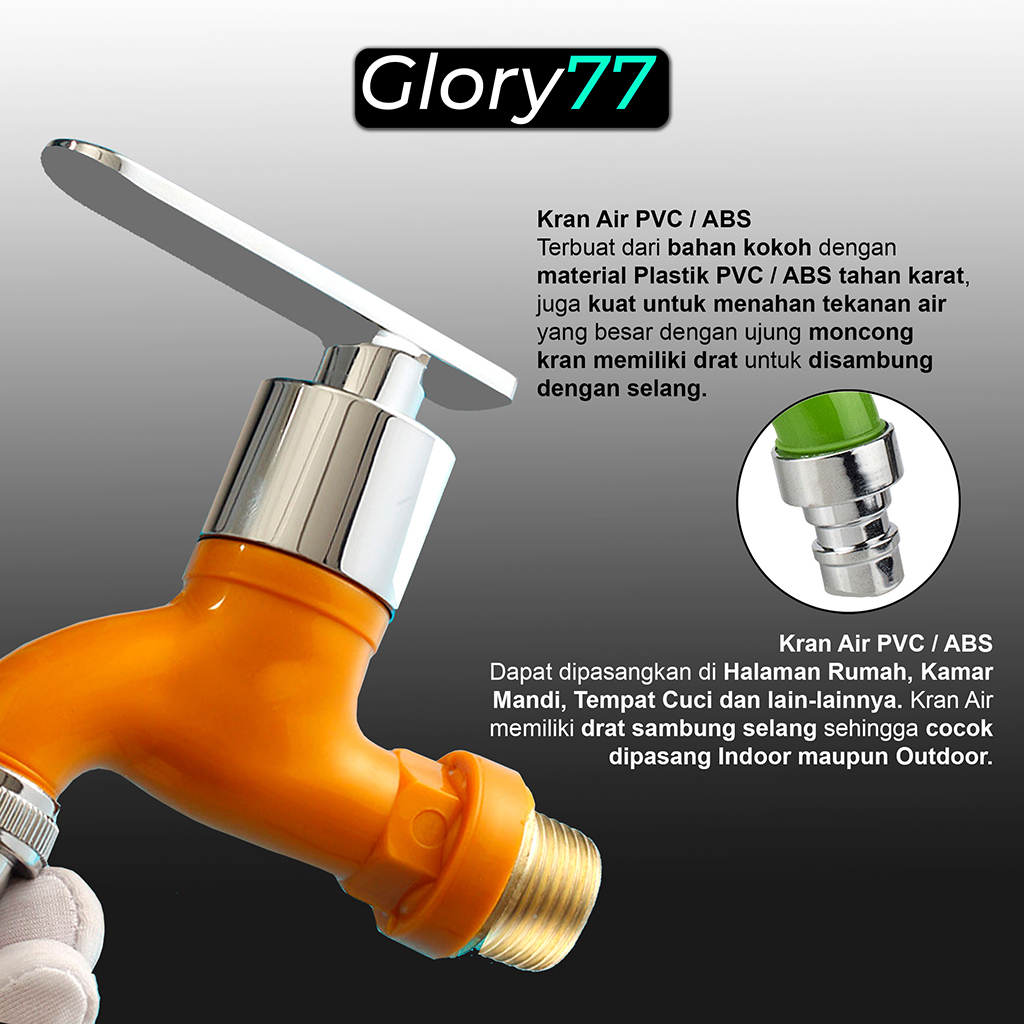 Glory77
Kran Air PVC / ABS
Terbuat dari bahan kokoh dengan
material Plastik PVC / ABS tahan karat,
juga kuat untuk menahan tekanan air
yang besar dengan ujung moncong
kran memiliki drat untuk disambung
dengan selang.
Kran Air PVC / ABS
Dapat dipasangkan di Halaman Rumah, Kamar
Mandi, Tempat Cuci dan lain-lainnya. Kran Air
memiliki drat sambung selang sehingga cocok
dipasang Indoor maupun Outdoor.